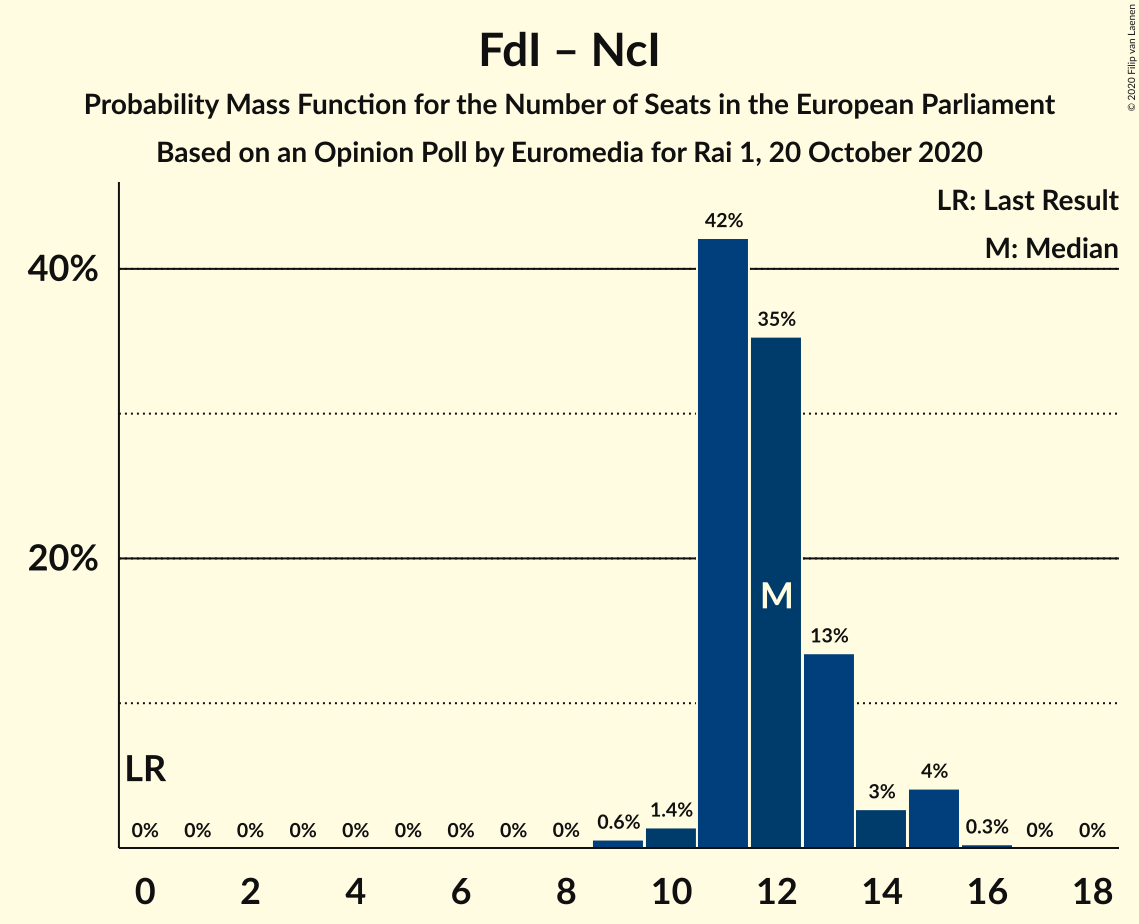 FdI – NcI
Probability Mass Function for the Number of Seats in the European Parliament
Based on an Opinion Poll by Euromedia for Rai 1, 20 October 2020
© 2020 Filip van Laenen
LR: Last Result
M: Median
40%
20%
42%
35%
M
13%
LR
4%
3%
1.4%
0% 0% 0% 0% 0% 0% 0% 0% 0% 0.6% 0.3% 0% 0%
0 2 4 6 8 10 12 14 16 18